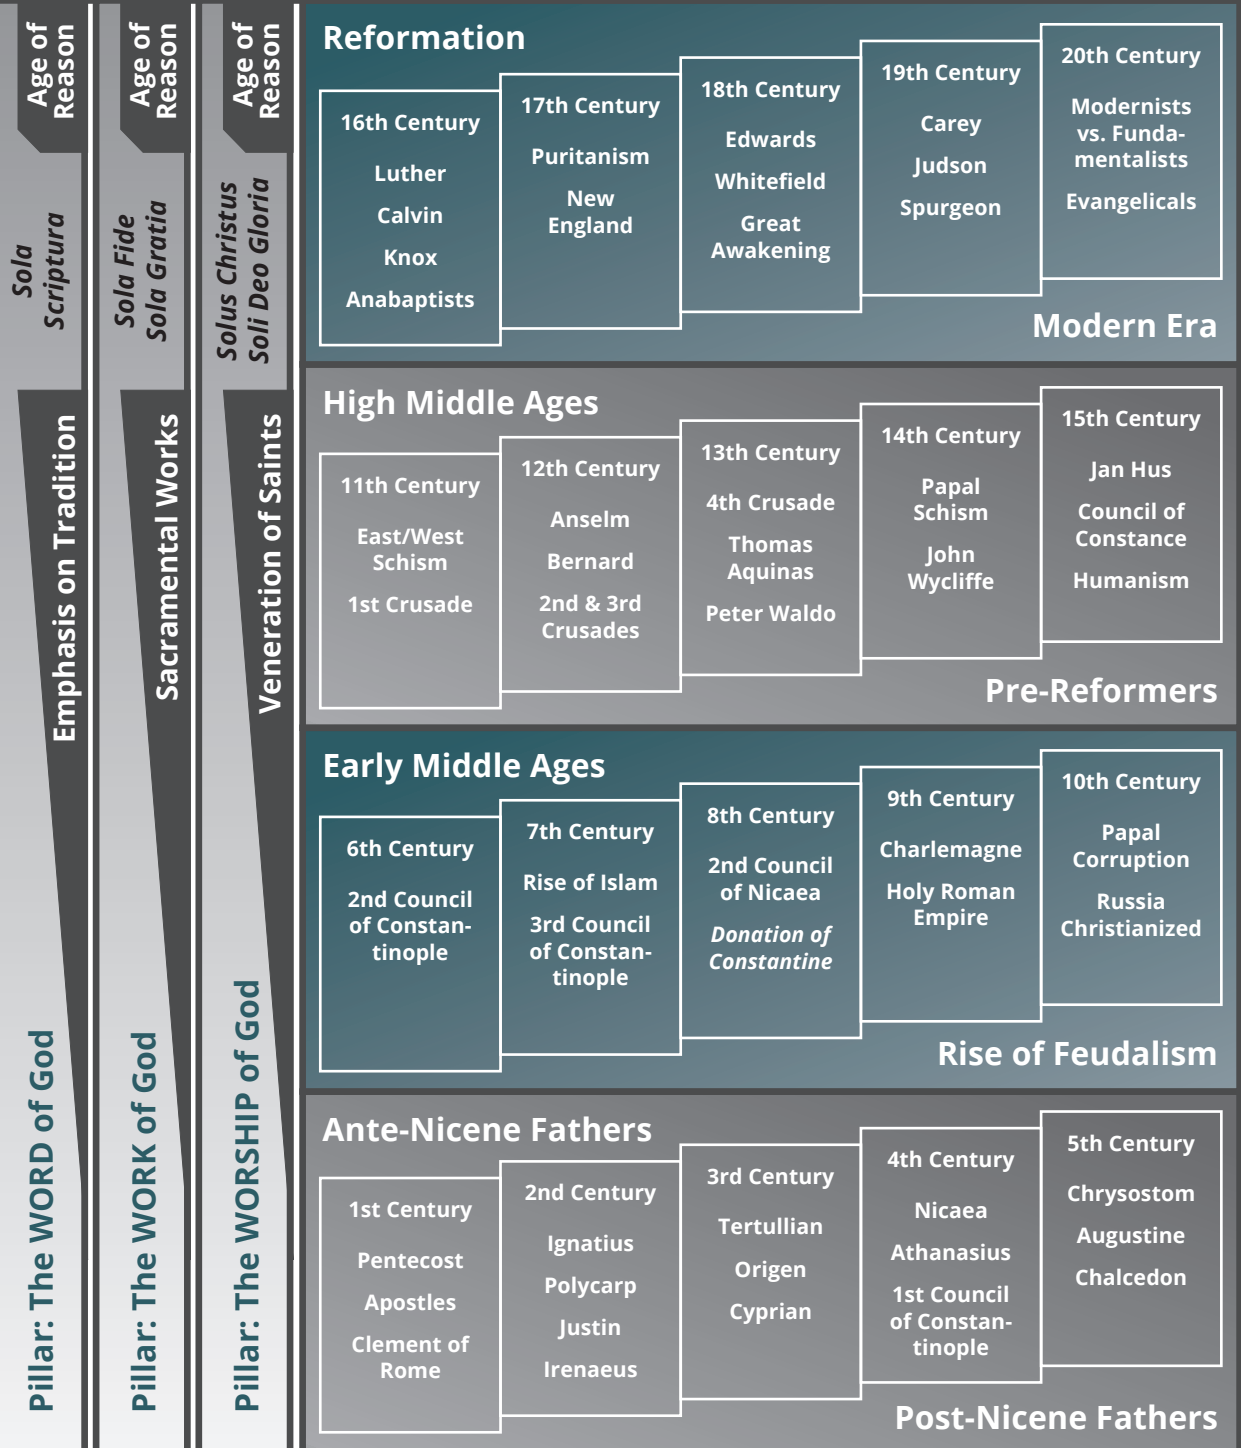 Age of
Reason
Age of
Reason
Age of
Reason
Sola
Scriptura
Sola Fide
Sola Gratia
Solus Christus
Soli Deo Gloria
Emphasis on Tradition
Sacramental Works
Veneration of Saints
Pillar: The WORD of God
Pillar: The WORK of God
Pillar: The WORSHIP of God
Reformation
16th Century
Luther
Calvin
Knox
Anabaptists
17th Century
Puritanism
New
England
18th Century
Edwards
Whitefield
Great
Awakening
19th Century
Carey
Judson
Spurgeon
20th Century
Modernists
vs. Funda-
mentalists
Evangelicals
Modern Era
High Middle Ages
11th Century
East/West
Schism
1st Crusade
12th Century
Anselm
Bernard
2nd & 3rd
Crusades
13th Century
4th Crusade
Thomas
Aquinas
Peter Waldo
14th Century
Papal
Schism
John
Wycliffe
15th Century
Jan Hus
Council of
Constance
Humanism
Pre-Reformers
Early Middle Ages
6th Century
2nd Council
of Constan-
tinople
7th Century
Rise of Islam
3rd Council
of Constan-
tinople
8th Century
2nd Council
of Nicaea
Donation of
Constantine
9th Century
Charlemagne
Holy Roman
Empire
10th Century
Papal
Corruption
Russia
Christianized
Rise of Feudalism
Ante-Nicene Fathers
1st Century
Pentecost
Apostles
Clement of
Rome
2nd Century
Ignatius
Polycarp
Justin
Irenaeus
3rd Century
Tertullian
Origen
Cyprian
4th Century
Nicaea
Athanasius
1st Council
of Constan-
tinople
5th Century
Chrysostom
Augustine
Chalcedon
Post-Nicene Fathers